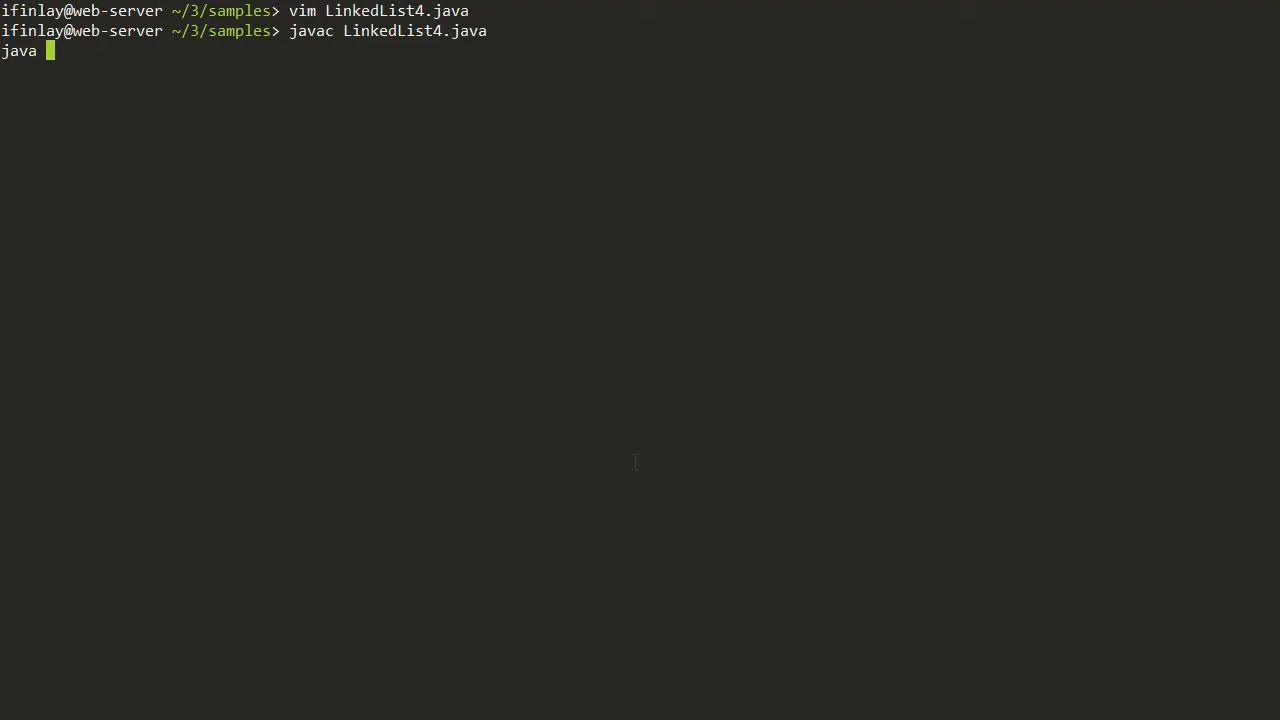 ifinlay@web-server ~/3/samples> vim LinkedList4.java
ifinlay@web-server ~/3/samples> javac LinkedList4.java
java